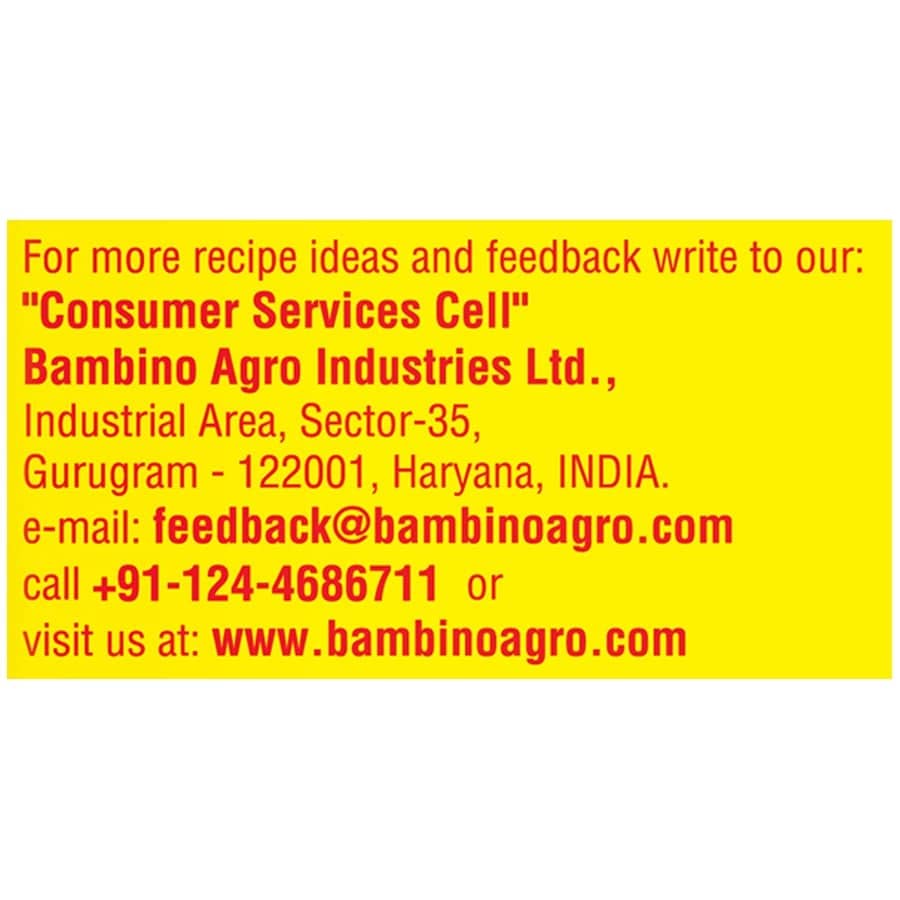 For more recipe ideas and feedback write to our:
"Consumer Services Cell"
Bambino Agro Industries Ltd.,
Industrial Area, Sector-35,
Gurugram - 122001, Haryana, INDIA.
e-mail: feedback@bambinoagro.com
call +91-124-4686711 or
visit us at: www.bambinoagro.com